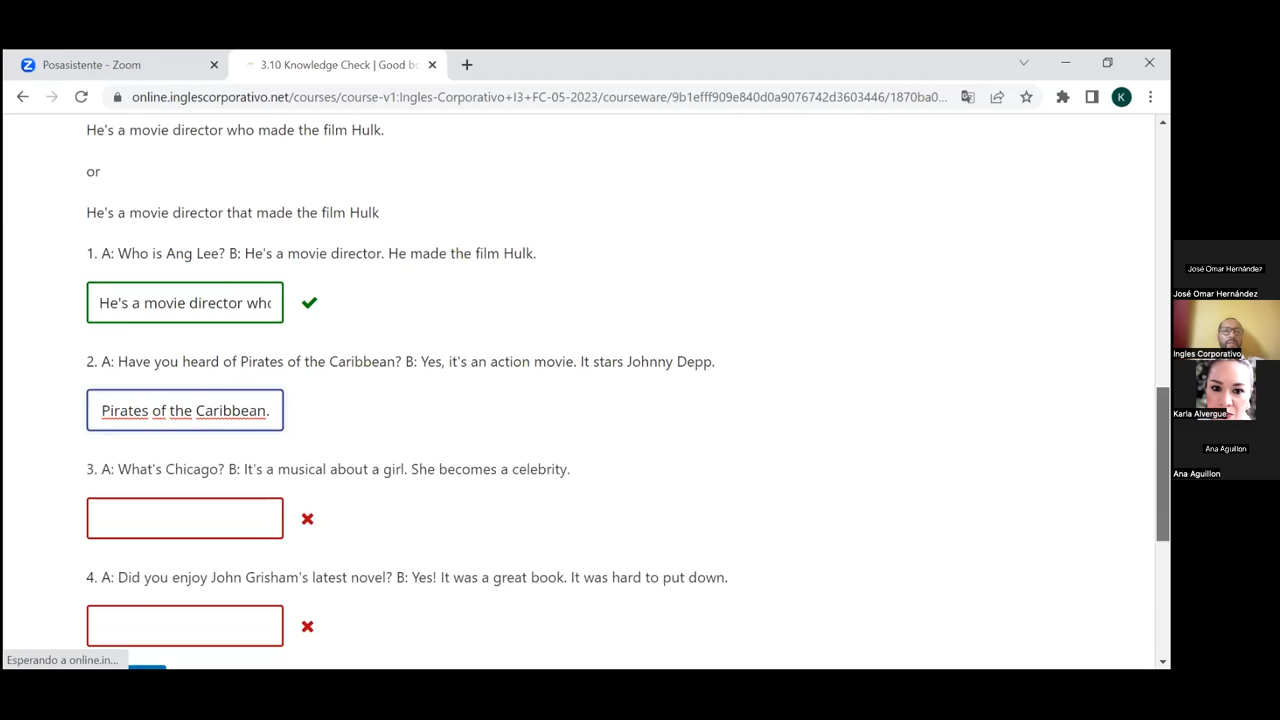 Posasistente - Zoom
3.10 Knowledge Check | Good bo
online.inglescorporativo.net/courses/course-v1:Ingles-Corporativo+I3+FC-05-2023/courseware/9b1efff909e840d0a9076742d3603446/1870ba0...
K
He's a movie director who made the film Hulk.
or
He's a movie director that made the film Hulk
1. A: Who is Ang Lee? B: He's a movie director. He made the film Hulk.
He's a movie director who
2. A: Have you heard of Pirates of the Caribbean? B: Yes, it's an action movie. It stars Johnny Depp.
Pirates of the Caribbean.
3. A: What's Chicago? B: It's a musical about a girl. She becomes a celebrity.
4. A: Did you enjoy John Grisham's latest novel? B: Yes! It was a great book. It was hard to put down.
Esperando a online.in...
José Omar Hernández
José Omar Hernández
Ingles Corporativo
Karla Alvergue
Ana Aguillon
Ana Aguillon